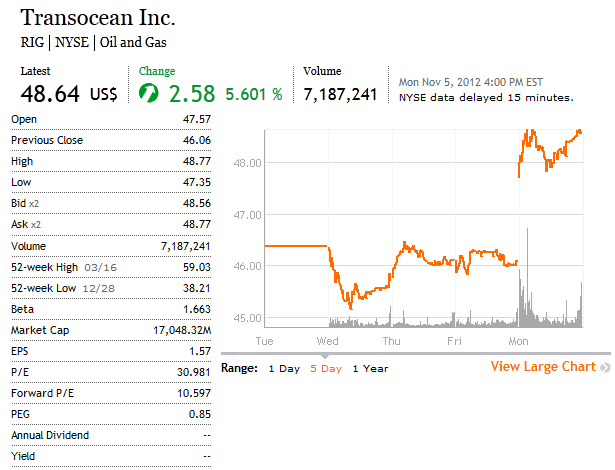 Transocean Inc.
RIG | NYSE | Oil and Gas
Latest
48.64 US$
Change
2.58 5.601 %
Volume
7,187,241
Mon Nov 5, 2012 4:00 PM EST
NYSE data delayed 15 minutes.
Open 47.57
Previous Close 46.06
High 48.77
Low 47.35
Bid x2 48.56
Ask x2 48.77
Volume 7,187,241
52-week High 03/16 59.03
52-week Low 12/28 38.21
Beta 1.663
Market Cap 17,048.32M
EPS 1.57
P/E 30.981
Forward P/E 10.597
PEG 0.85
Annual Dividend --
Yield --
48.00
47.00
46.00
45.00
Tue Wed Thu Fri Mon
Range: 1 Day 5 Day 1 Year
View Large Chart